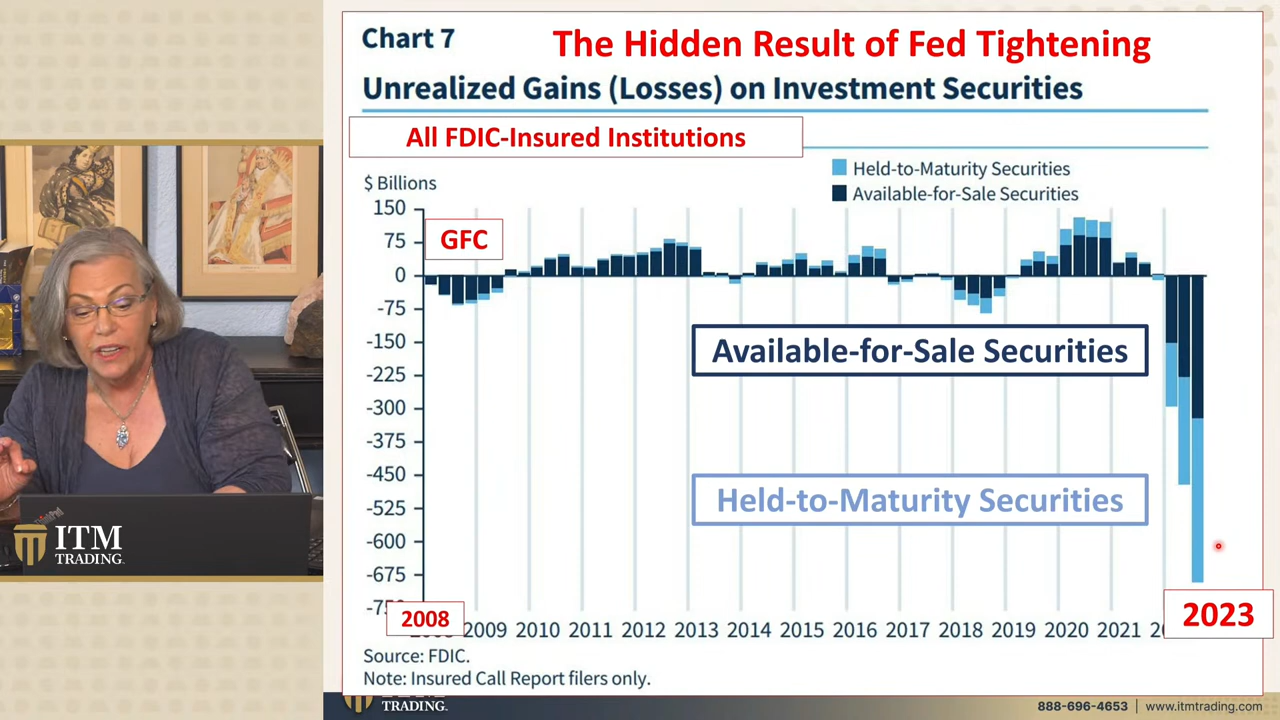 Chart 7
The Hidden Result of Fed Tightening
Unrealized Gains (Losses) on Investment Securities
All FDIC-Insured Institutions
$ Billions
Held-to-Maturity Securities
Available-for-Sale Securities
150
75
0
-75
-150
-225
-300
-375
-450
-525
-600
-675
GFC
Available-for-Sale Securities
Held-to-Maturity Securities
2008
2009 2010 2011 2012 2013 2014 2015 2016 2017 2018 2019 2020 2021
2023
Source: FDIC.
Note: Insured Call Report filers only.
ITM
TRADING
TRADING.
888-696-4653 | www.itmtrading.com